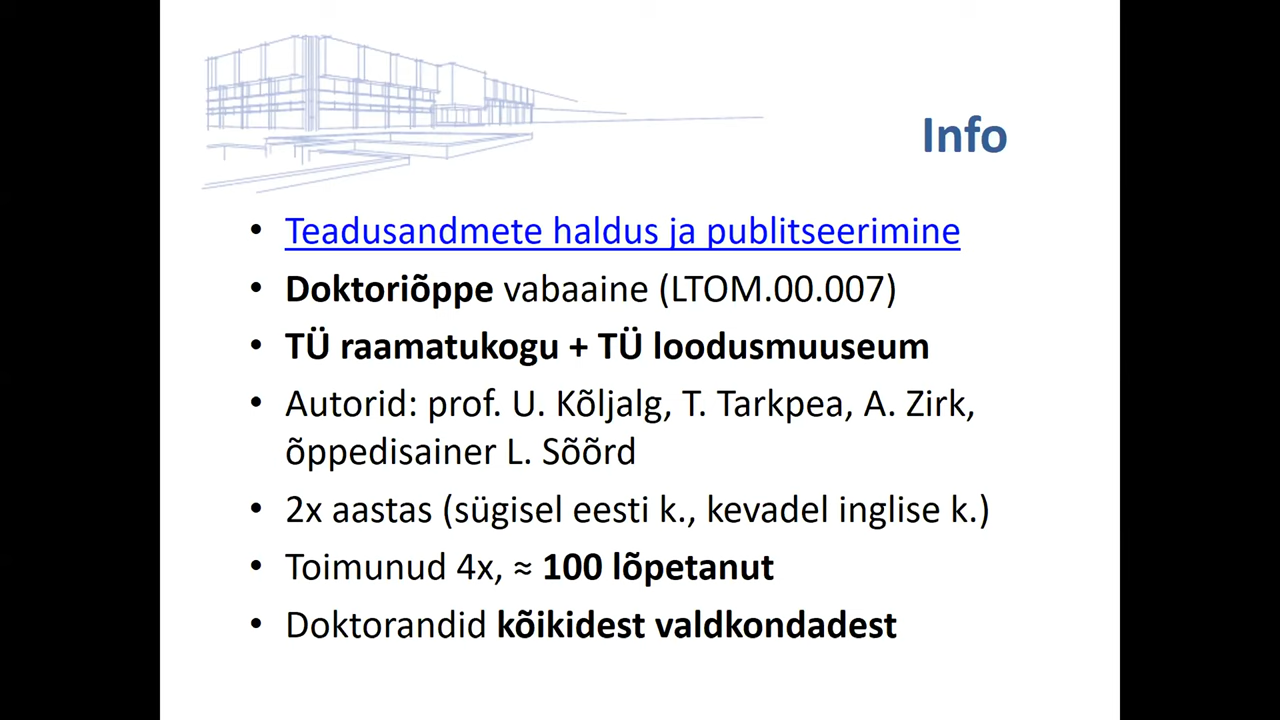 Info
• Teadusandmete haldus ja publitseerimine
• Doktoriõppe vabaaine (LTOM.00.007)
• TÜ raamatukogu + TÜ loodusmuuseum
• Autorid: prof. U. Kõljalg, T. Tarkpea, A. Zirk,
õppedisainer L. Sõõrd
• 2x aastas (sügisel eesti k., kevadel inglise k.)
• Toimunud 4x, ≈ 100 lõpetanut
• Doktorandid kõikidest valdkondadest